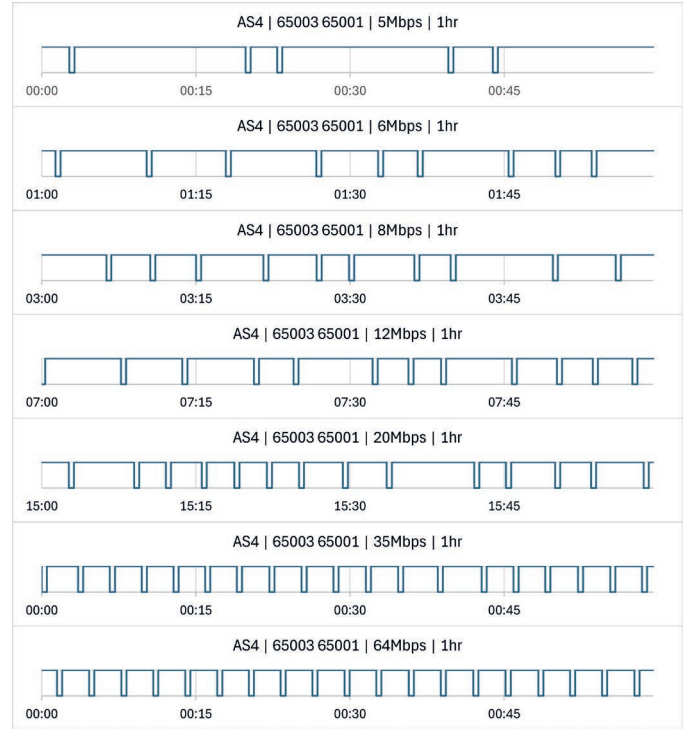 AS4 | 65003 65001 | 5Mbps | 1hr
00:00 00:15 00:30 00:45
AS4 | 65003 65001 | 6Mbps | 1hr
01:00 01:15 01:30 01:45
AS4 | 65003 65001 | 8Mbps | 1hr
03:00 03:15 03:30 03:45
AS4 | 65003 65001 | 12Mbps | 1hr
07:00 07:15 07:30 07:45
AS4 | 65003 65001 | 20Mbps | 1hr
15:00 15:15 15:30 15:45
AS4 | 65003 65001 | 35Mbps | 1hr
00:00 00:15 00:30 00:45
AS4 | 65003 65001 | 64Mbps | 1hr
00:00 00:15 00:30 00:45